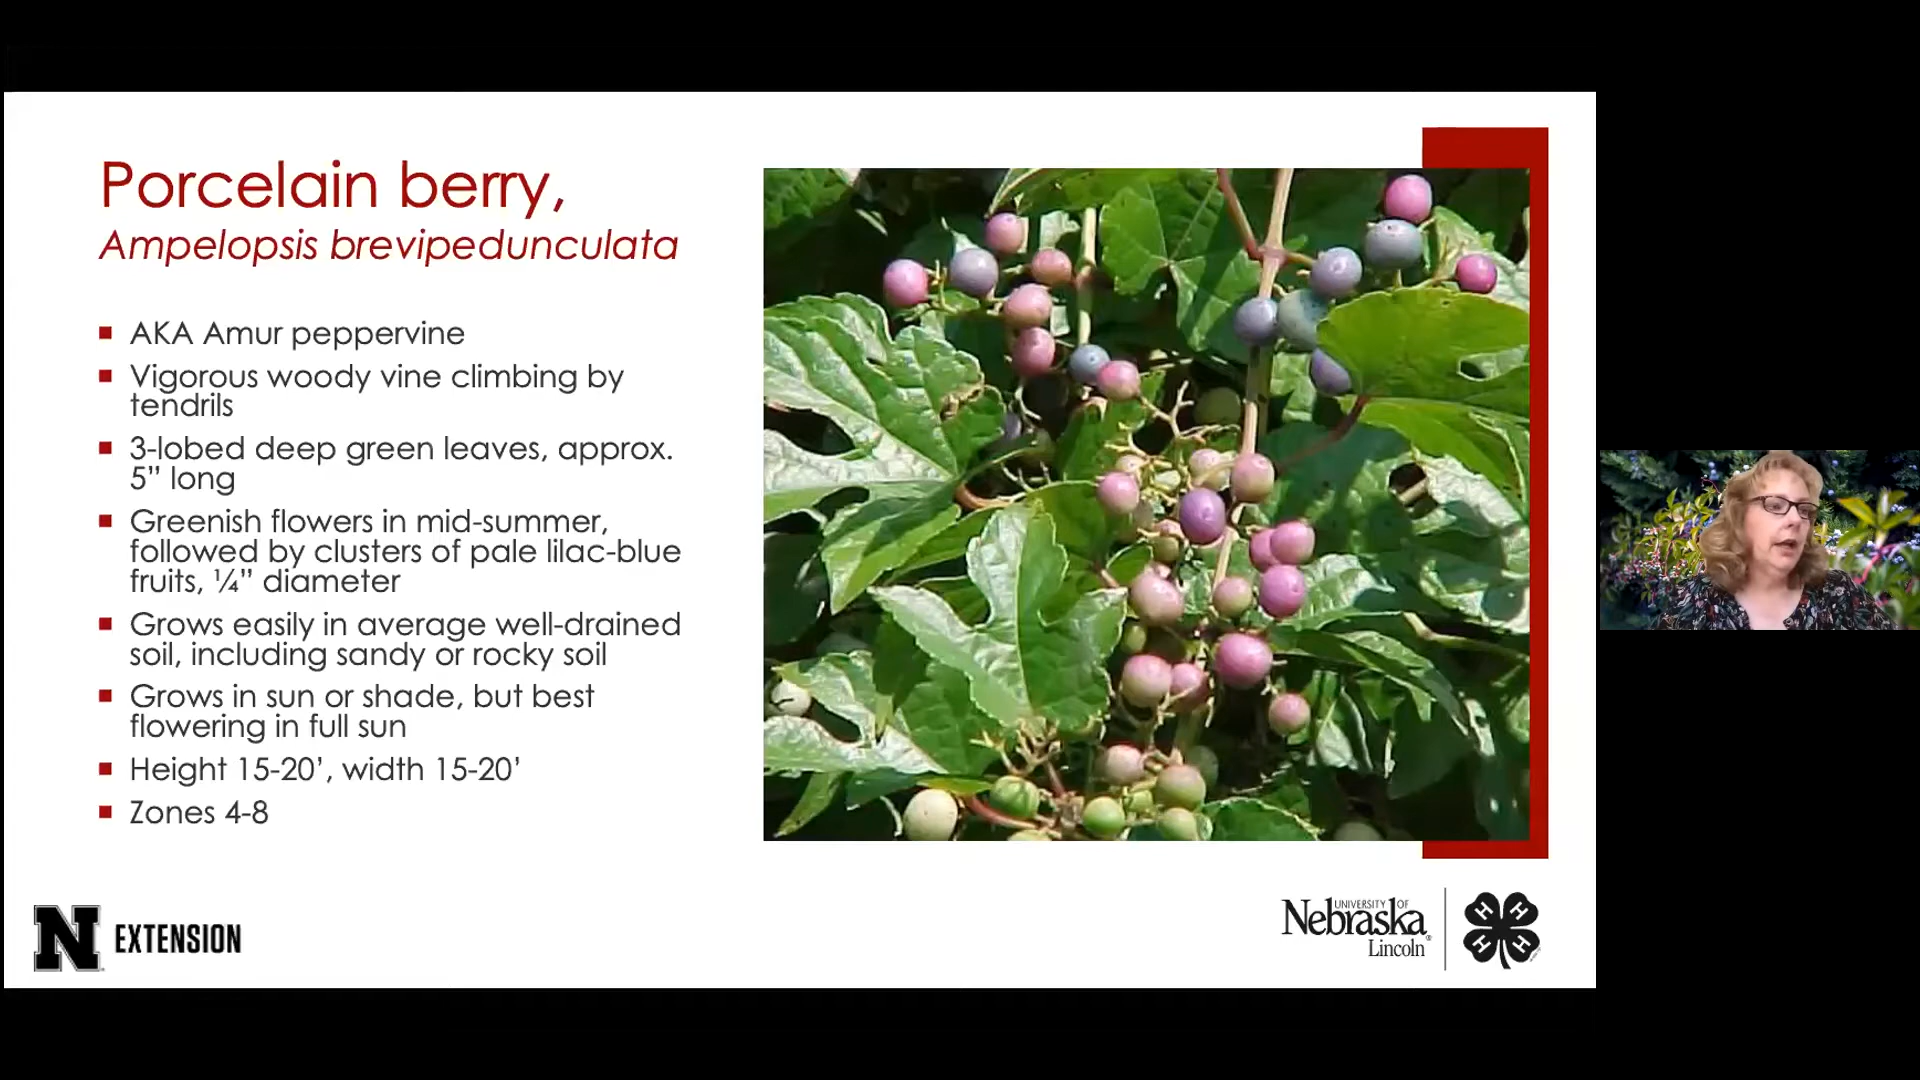 Porcelain berry,
Ampelopsis brevipedunculata
AKA Amur peppervine
Vigorous woody vine climbing by
tendrils
3-lobed deep green leaves, approx.
5” long
Greenish flowers in mid-summer,
followed by clusters of pale lilac-blue
fruits, ¼” diameter
Grows easily in average well-drained
soil, including sandy or rocky soil
Grows in sun or shade, but best
flowering in full sun
Height 15-20’, width 15-20’
Zones 4-8
N EXTENSION
UNIVERSITY OF
Nebraska
Lincoln
H H
H H